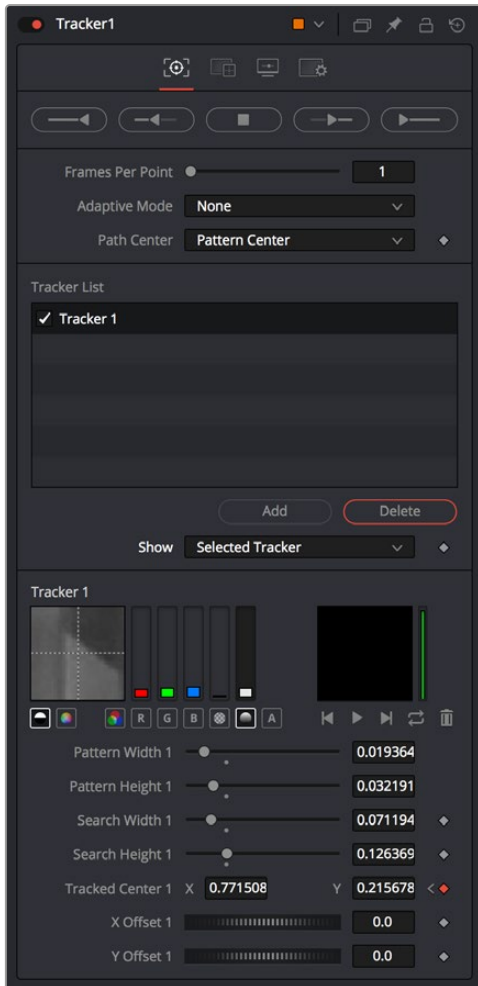 Tracker1
Frames Per Point 1
Adaptive Mode None
Path Center Pattern Center
Tracker List
Tracker 1
Add Delete
Show Selected Tracker
Tracker 1
R G B A
Pattern Width 1 0.019364
Pattern Height 1 0.032191
Search Width 1 0.071194
Search Height 1 0.126369
Tracked Center 1 X 0.771508 Y 0.215678
X Offset 1 0.0
Y Offset 1 0.0